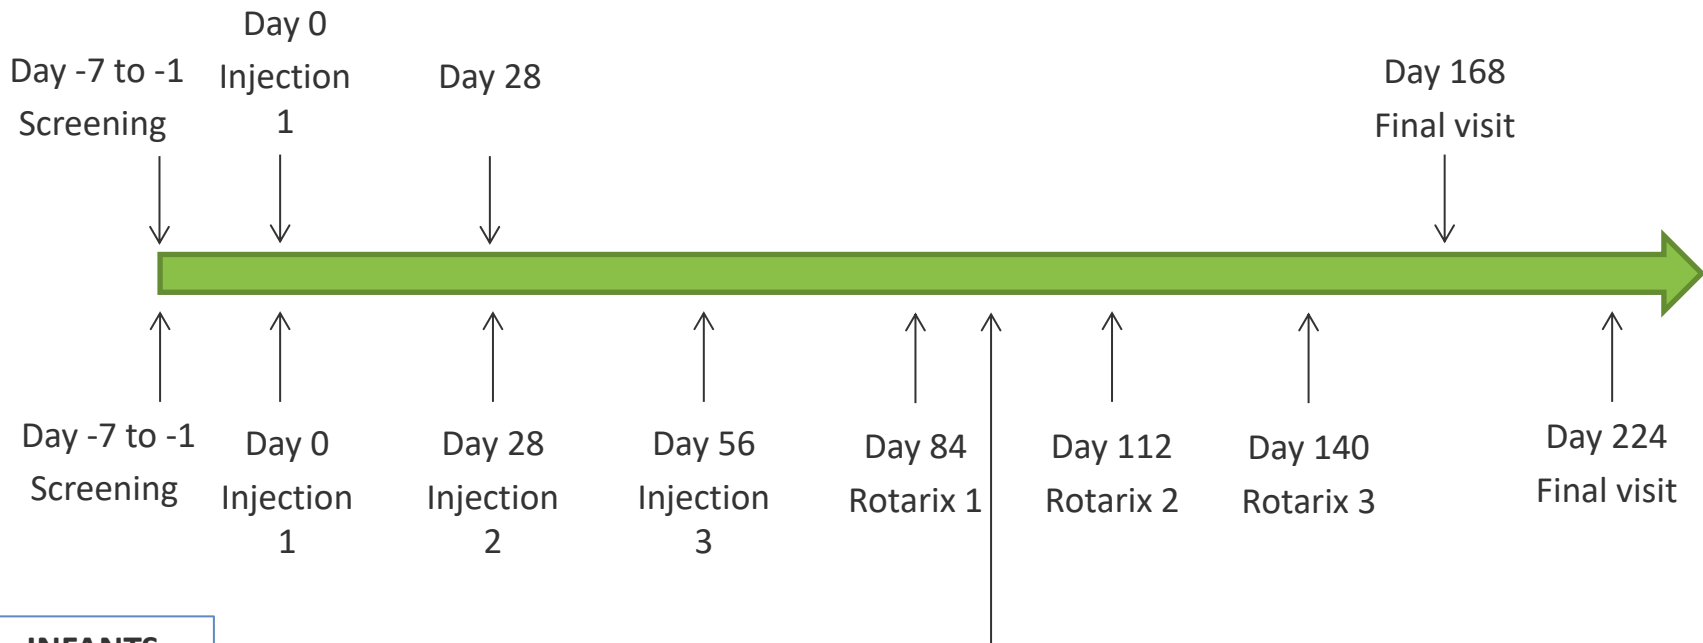 Day -7 to -1
Screening
Day 0
Injection
1
Day 28
Day 168
Final visit
Day -7 to -1
Screening
Day 0
Injection
1
Day 28
Injection
2
Day 56
Injection
3
Day 84
Rotarix 1
Day 112
Rotarix 2
Day 140
Rotarix 3
Day 224
Final visit
INFANTS